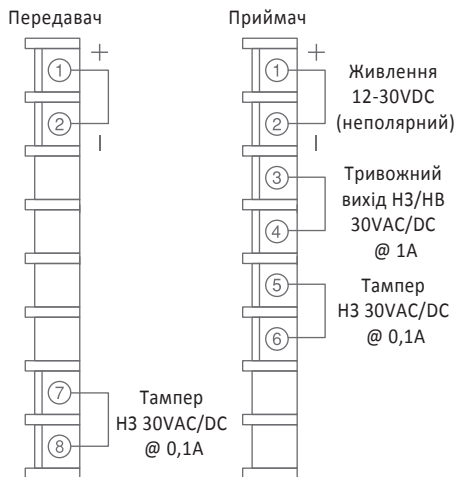 Передавач
Приймач
+
1
2
7
8
Тампер
НЗ 30VAC/DC
@ 0,1A
+
1
2
3
4
5
6
Живлення
12-30VDC
(неполярний)
Тривожний
вихід НЗ/НВ
30VAC/DC
@ 1A
Тампер
НЗ 30VAC/DC
@ 0,1A